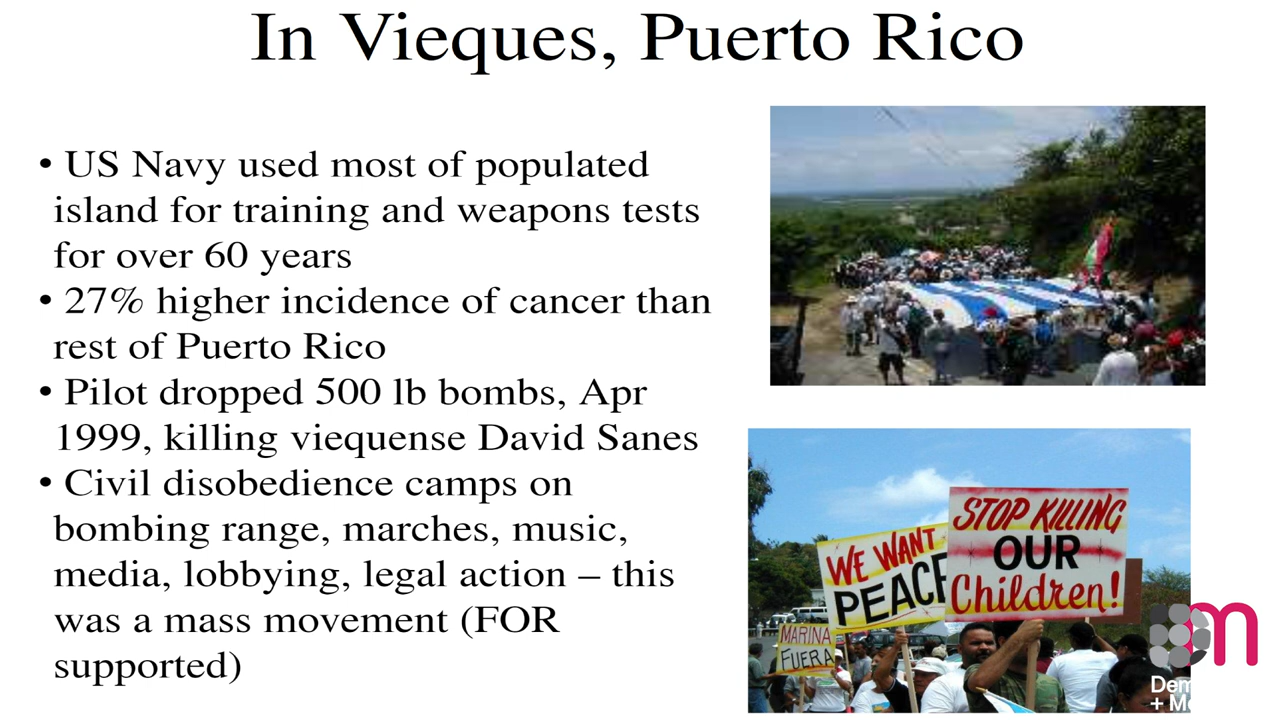 In Vieques, Puerto Rico
• US Navy used most of populated
island for training and weapons tests
for over 60 years
• 27% higher incidence of cancer than
rest of Puerto Rico
• Pilot dropped 500 lb bombs, Apr
1999, killing viequense David Sanes
• Civil disobedience camps on
bombing range, marches, music,
media, lobbying, legal action – this
was a mass movement (FOR
supported)
WE WANT
PEACE
STOP KILLING
OUR
Children!
MARINA
FUERA
m